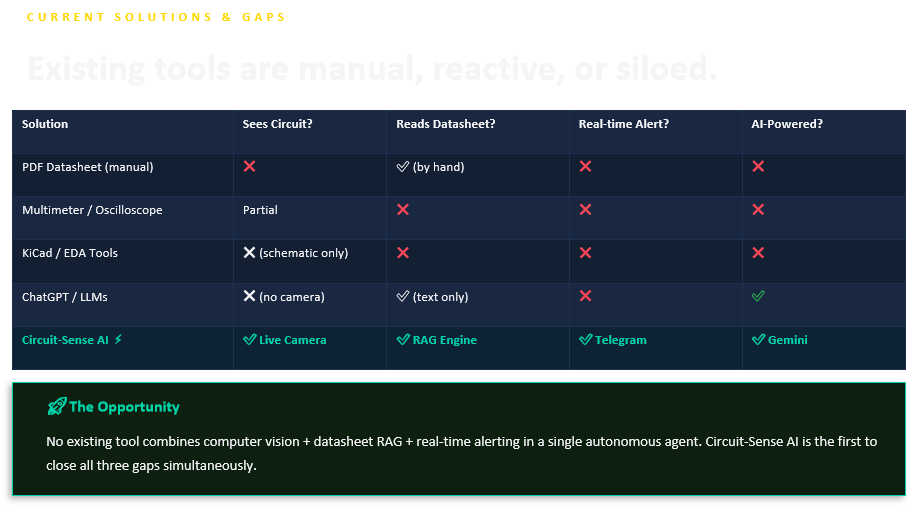 CURRENT SOLUTIONS & GAPS
Existing tools are manual, reactive, or siloed.
Solution Sees Circuit? Reads Datasheet? Real-time Alert? AI-Powered?
PDF Datasheet (manual) ❌ ✅ (by hand) ❌ ❌
Multimeter / Oscilloscope Partial ❌ ❌ ❌
KiCad / EDA Tools ❌ (schematic only) ❌ ❌ ❌
ChatGPT / LLMs ❌ (no camera) ✅ (text only) ❌ ✅
Circuit-Sense AI ⚡ ✅ Live Camera ✅ RAG Engine ✅ Telegram ✅ Gemini
🚀 The Opportunity
No existing tool combines computer vision + datasheet RAG + real-time alerting in a single autonomous agent. Circuit-Sense AI is the first to
close all three gaps simultaneously.